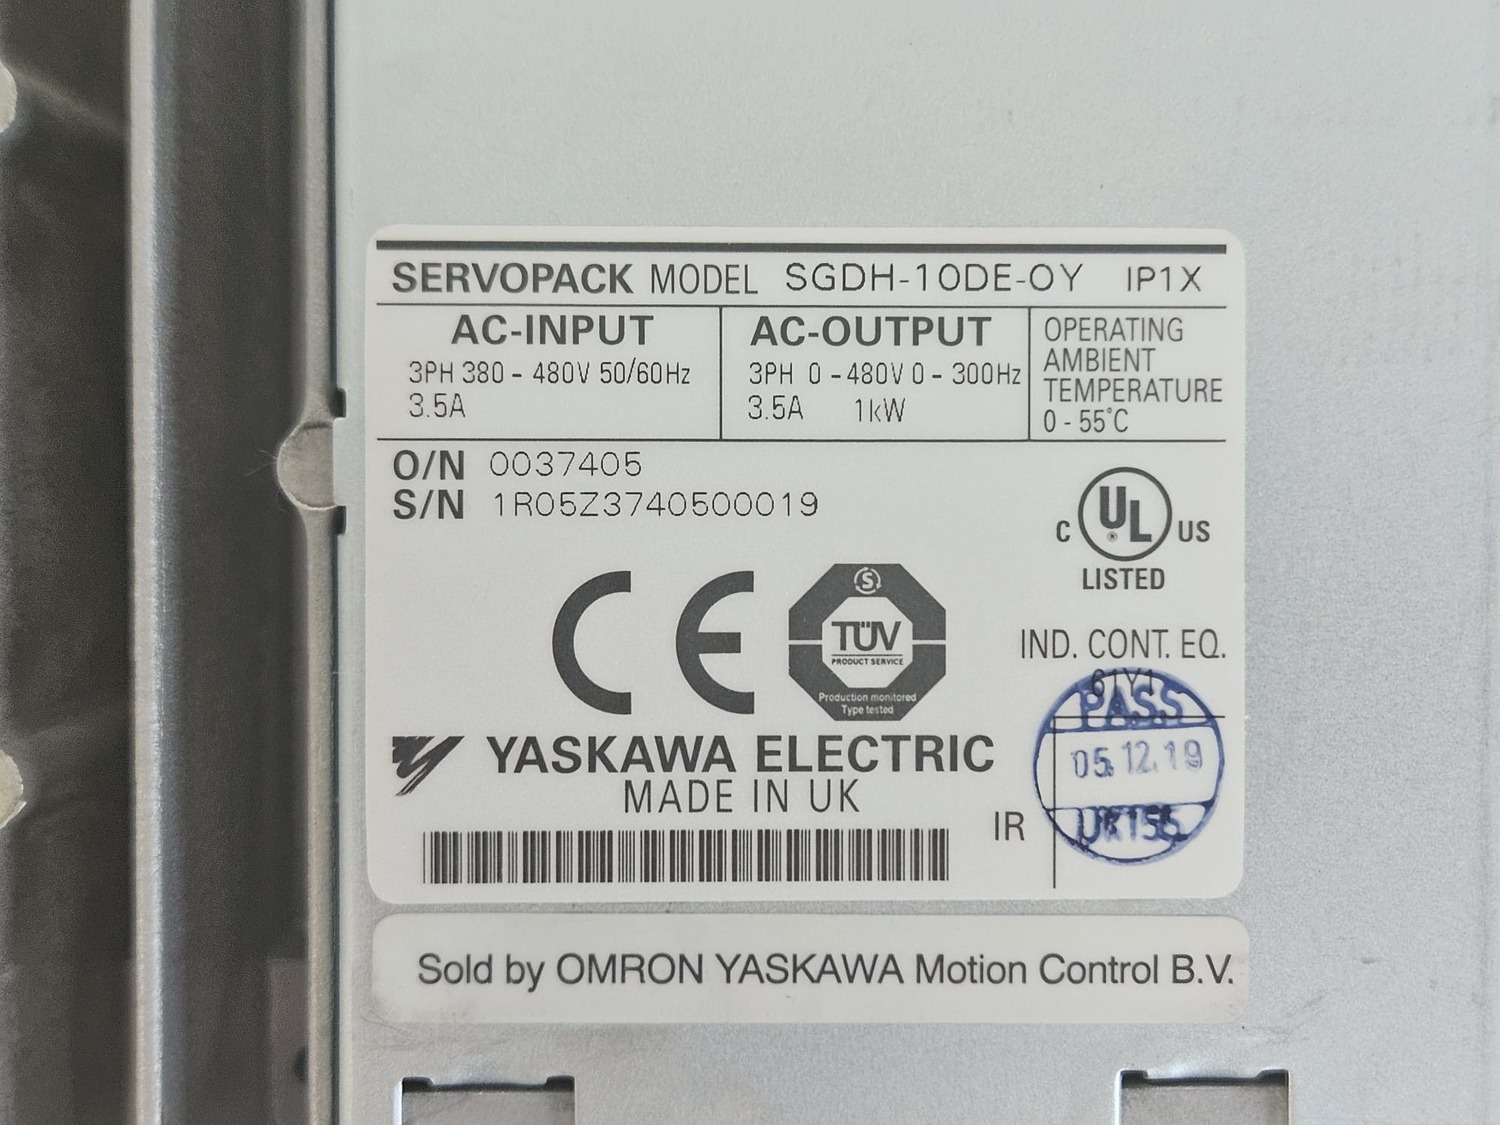 SERVOPACK MODEL SGDH-10DE-OY IP1X
AC-INPUT
3PH 380 - 480V 50/60Hz
3.5A
AC-OUTPUT
3PH 0 - 480V 0 - 300Hz
3.5A 1kW
OPERATING
AMBIENT
TEMPERATURE
0 - 55°C
O/N 0037405
S/N 1R05Z3740500019
C UL US
LISTED
CE
S
TÜV
PRODUCT SERVICE
Production monitored
Type tested
IND. CONT. EQ.
61Y1
PASS
05.12.19
YASKAWA ELECTRIC
MADE IN UK
IR
Sold by OMRON YASKAWA Motion Control B.V.